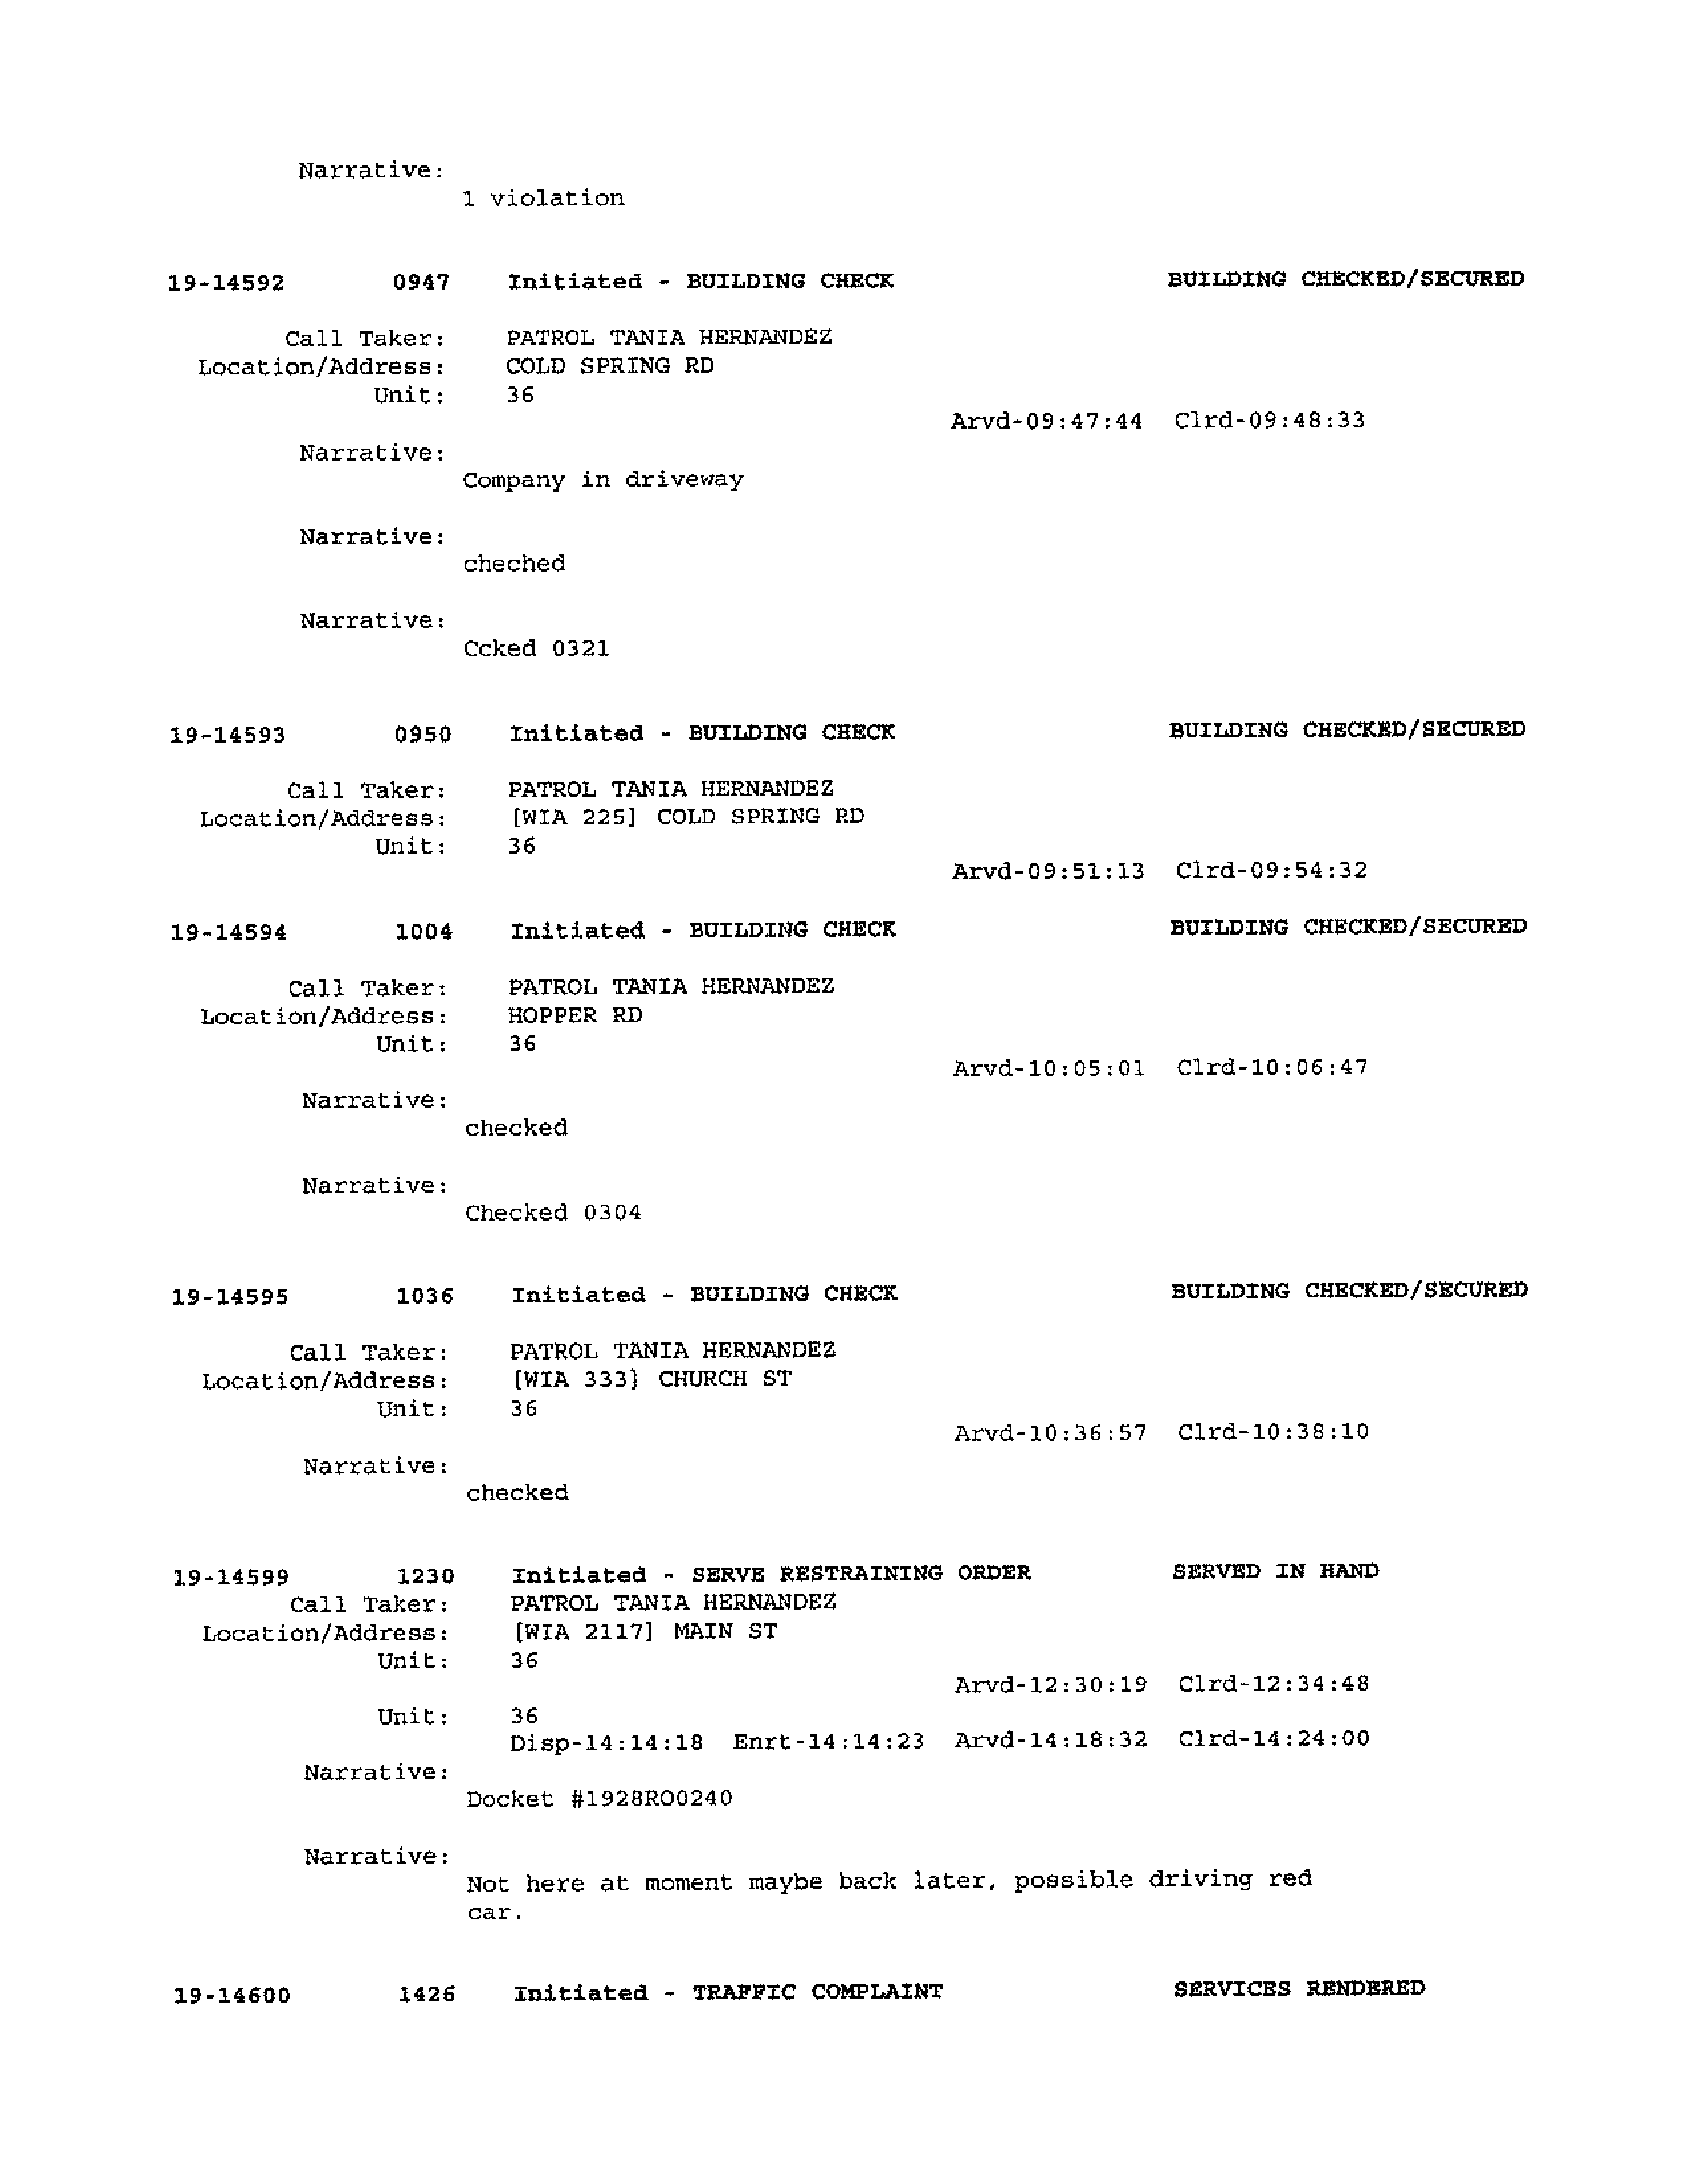 Narrative:
1 violation
19-14592 0947 Initiated - BUILDING CHECK BUILDING CHECKED/SECURED
Call Taker: PATROL TANIA HERNANDEZ
Location/Address: COLD SPRING RD
Unit: 36
Arvd-09:47:44 Clrd-09:48:33
Narrative:
Company in driveway
Narrative:
cheched
Narrative:
Ccked 0321
19-14593 0950 Initiated - BUILDING CHECK BUILDING CHECKED/SECURED
Call Taker: PATROL TANIA HERNANDEZ
Location/Address: [WIA 225] COLD SPRING RD
Unit: 36
Arvd-09:51:13 Clrd-09:54:32
19-14594 1004 Initiated - BUILDING CHECK BUILDING CHECKED/SECURED
Call Taker: PATROL TANIA HERNANDEZ
Location/Address: HOPPER RD
Unit: 36
Arvd-10:05:01 Clrd-10:06:47
Narrative:
checked
Narrative:
Checked 0304
19-14595 1036 Initiated - BUILDING CHECK BUILDING CHECKED/SECURED
Call Taker: PATROL TANIA HERNANDEZ
Location/Address: [WIA 333] CHURCH ST
Unit: 36
Arvd-10:36:57 Clrd-10:38:10
Narrative:
checked
19-14599 1230 Initiated - SERVE RESTRAINING ORDER SERVED IN HAND
Call Taker: PATROL TANIA HERNANDEZ
Location/Address: [WIA 2117] MAIN ST
Unit: 36
Arvd-12:30:19 Clrd-12:34:48
Unit: 36
Disp-14:14:18 Enrt-14:14:23 Arvd-14:18:32 Clrd-14:24:00
Narrative:
Docket #1928RO0240
Narrative:
Not here at moment maybe back later, possible driving red
car.
19-14600 1426 Initiated - TRAFFIC COMPLAINT SERVICES RENDERED